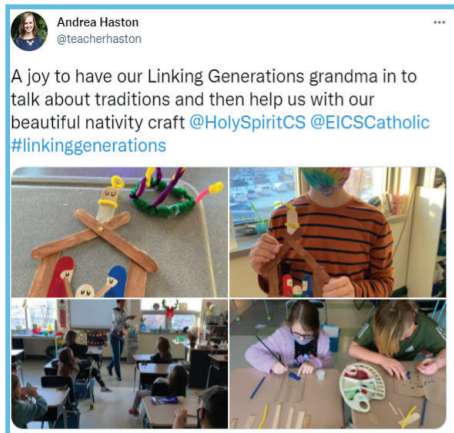 Andrea Haston
@teacherhaston
A joy to have our Linking Generations grandma in to
talk about traditions and then help us with our
beautiful nativity craft @HolySpiritCS @EICSCatholic
#linkinggenerations